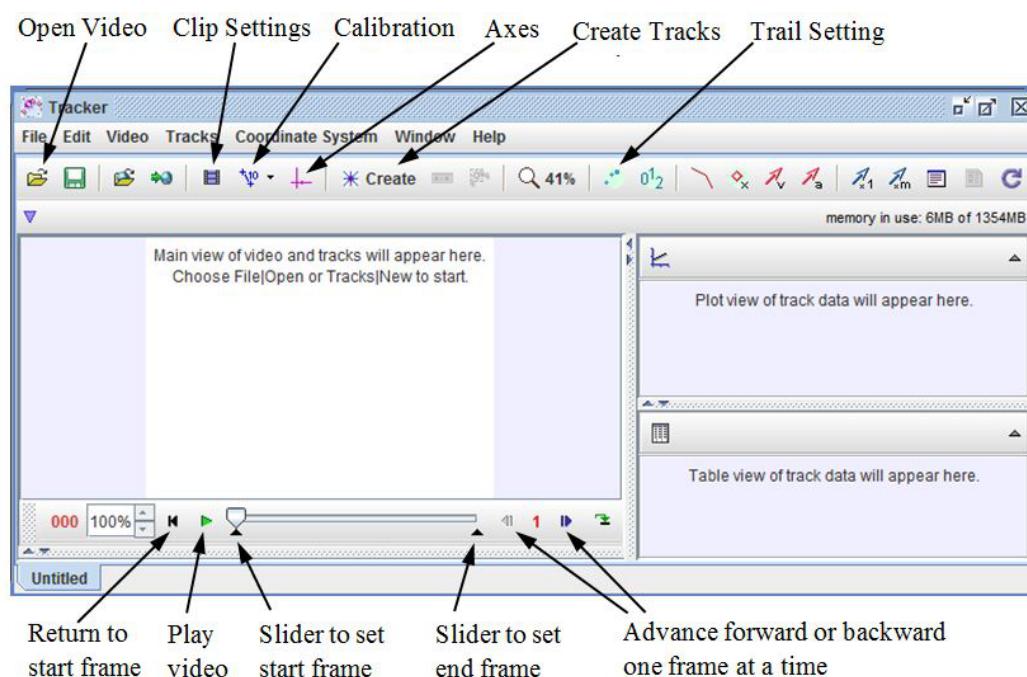 Open Video Clip Settings Calibration Axes Create Tracks Trail Setting
Tracker
File Edit Video Tracks Coordinate System Window Help
Create 41%
memory in use: 6MB of 1354MB
Main view of video and tracks will appear here.
Choose File|Open or Tracks|New to start.
Plot view of track data will appear here.
Table view of track data will appear here.
000 100% 1
Untitled
Return to
start frame
Play
video
Slider to set
start frame
Slider to set
end frame
Advance forward or backward
one frame at a time